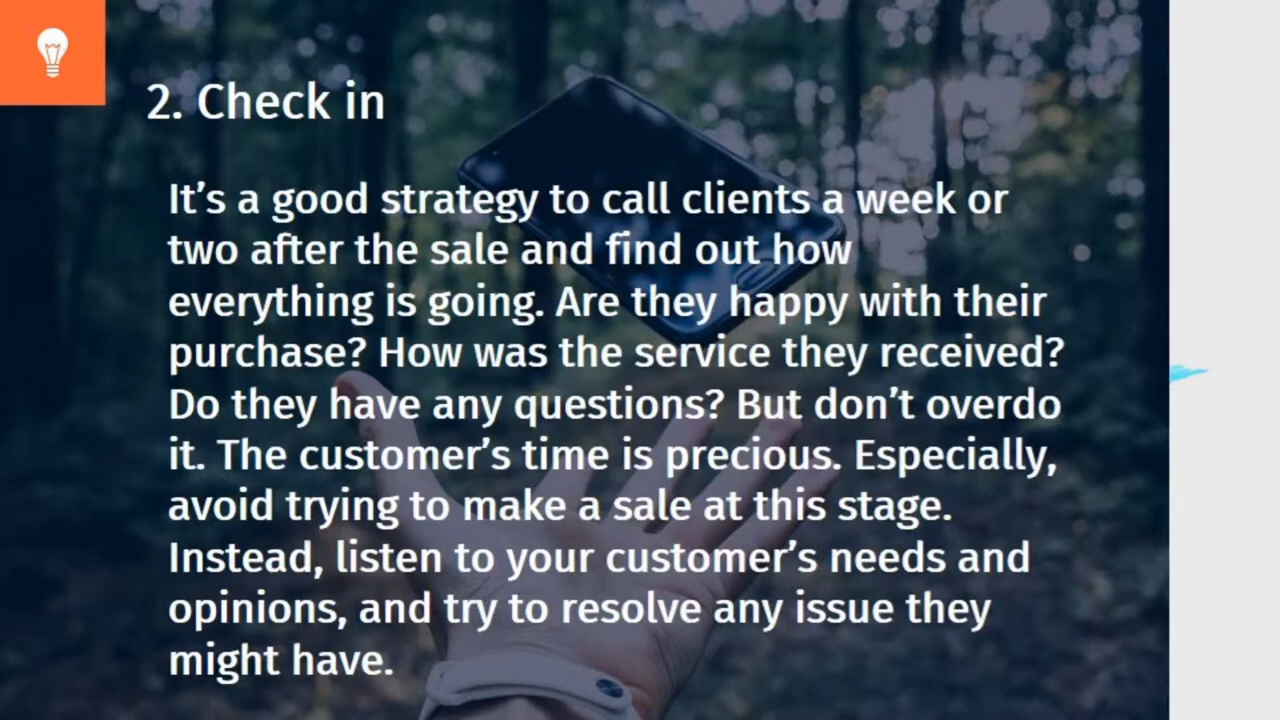 2. Check in
It’s a good strategy to call clients a week or
two after the sale and find out how
everything is going. Are they happy with their
purchase? How was the service they received?
Do they have any questions? But don’t overdo
it. The customer’s time is precious. Especially,
avoid trying to make a sale at this stage.
Instead, listen to your customer’s needs and
opinions, and try to resolve any issue they
might have.